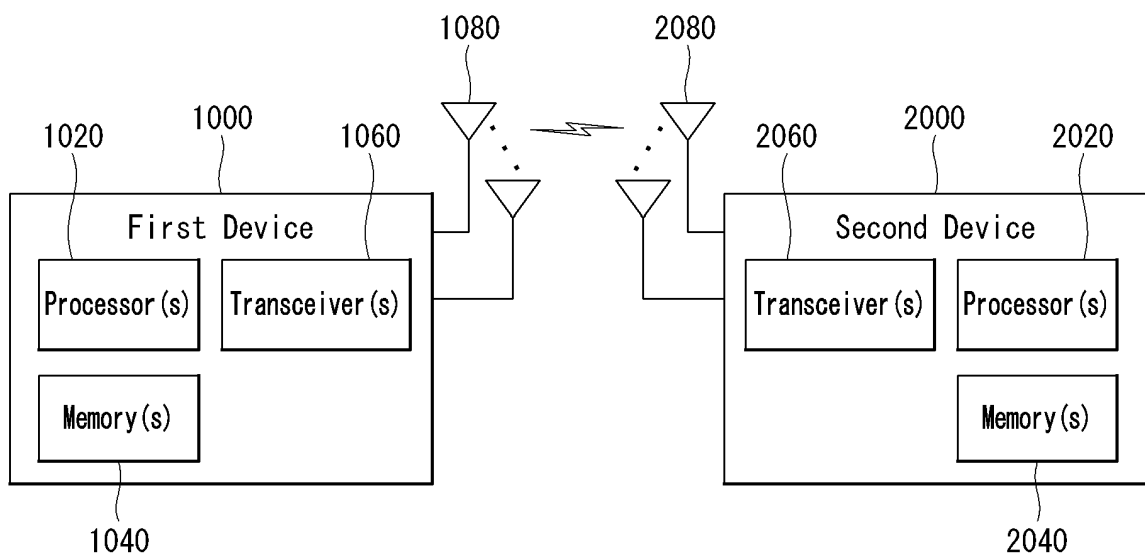 1080
2080
1000
2000
1020
1060
2060
2020
First Device
Second Device
Processor(s)
Transceiver(s)
Transceiver(s)
Processor(s)
Memory(s)
Memory(s)
1040
2040